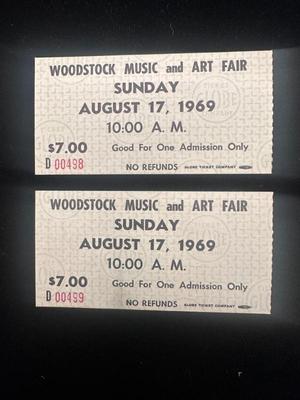 WOODSTOCK MUSIC and ART FAIR
SUNDAY
AUGUST 17, 1969
10:00 A. M.
$7.00 Good For One Admission Only
D 00498
NO REFUNDS GLOBE TICKET COMPANY
WOODSTOCK MUSIC and ART FAIR
SUNDAY
AUGUST 17, 1969
10:00 A. M.
$7.00 Good For One Admission Only
D 00499
NO REFUNDS GLOBE TICKET COMPANY